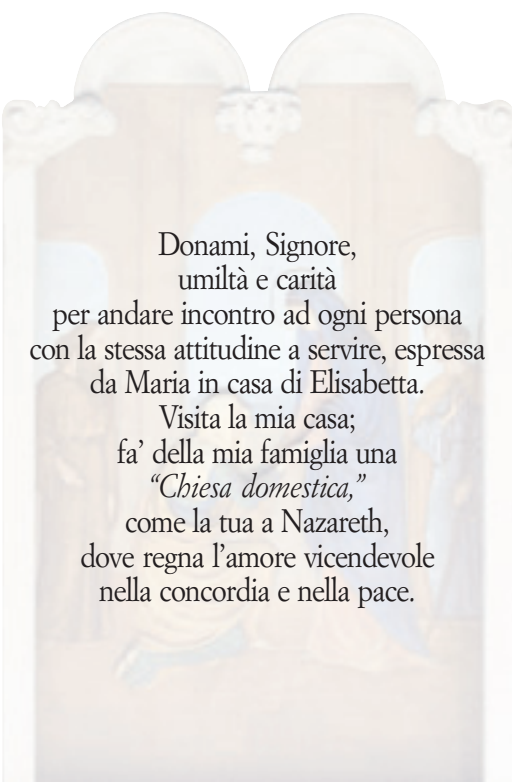 Donami, Signore,
umiltà e carità
per andare incontro ad ogni persona
con la stessa attitudine a servire, espressa
da Maria in casa di Elisabetta.
Visita la mia casa;
fa’ della mia famiglia una
“Chiesa domestica,”
come la tua a Nazareth,
dove regna l’amore vicendevole
nella concordia e nella pace.